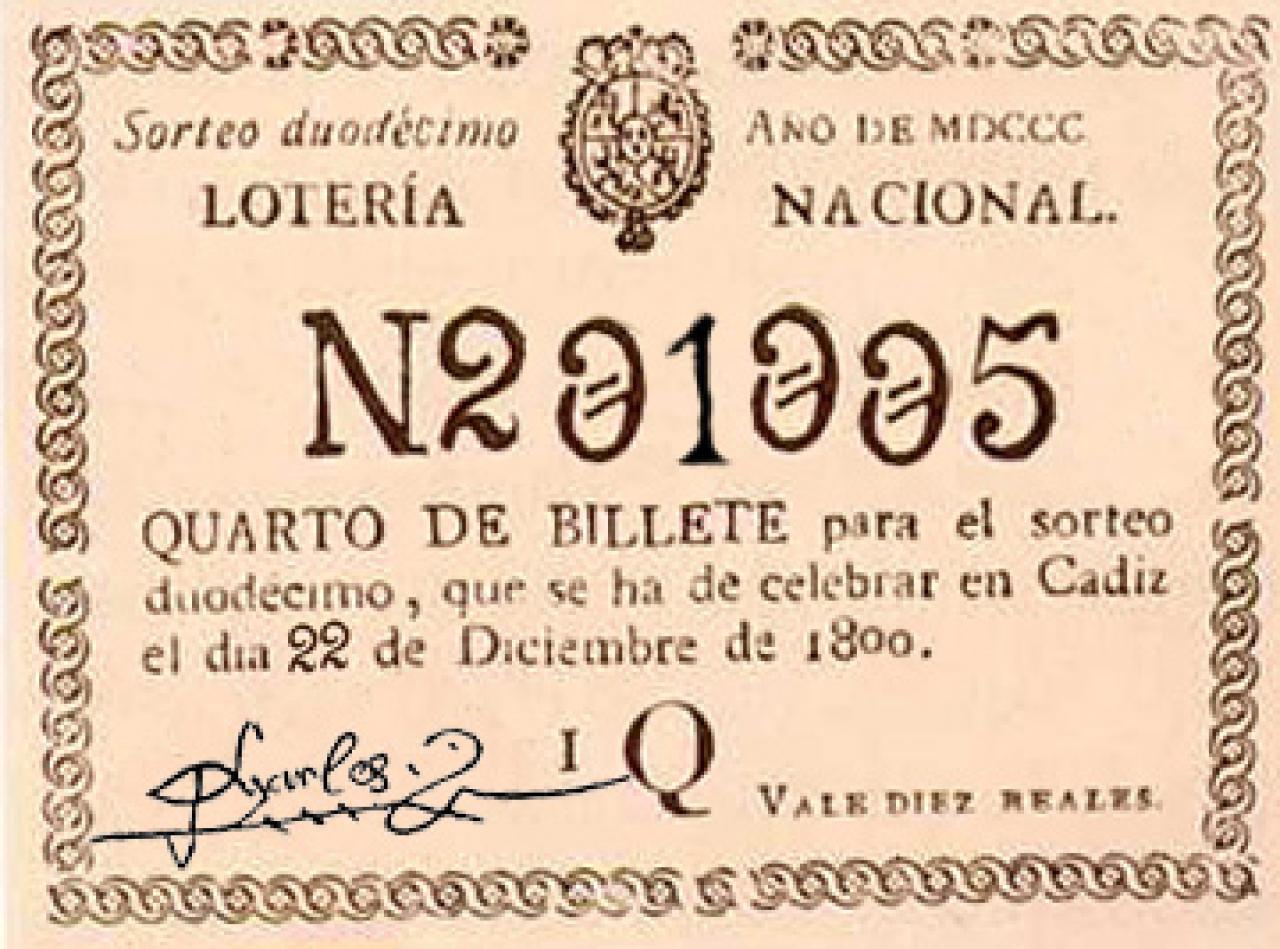 Sorteo duodécimo AÑO DE MDCCC
LOTERÍA NACIONAL.
N201005
QUARTO DE BILLETE para el sorteo
duodécimo, que se ha de celebrar en Cadiz
el dia 22 de Diciembre de 1800.
I Q
VALE DIEZ REALES.